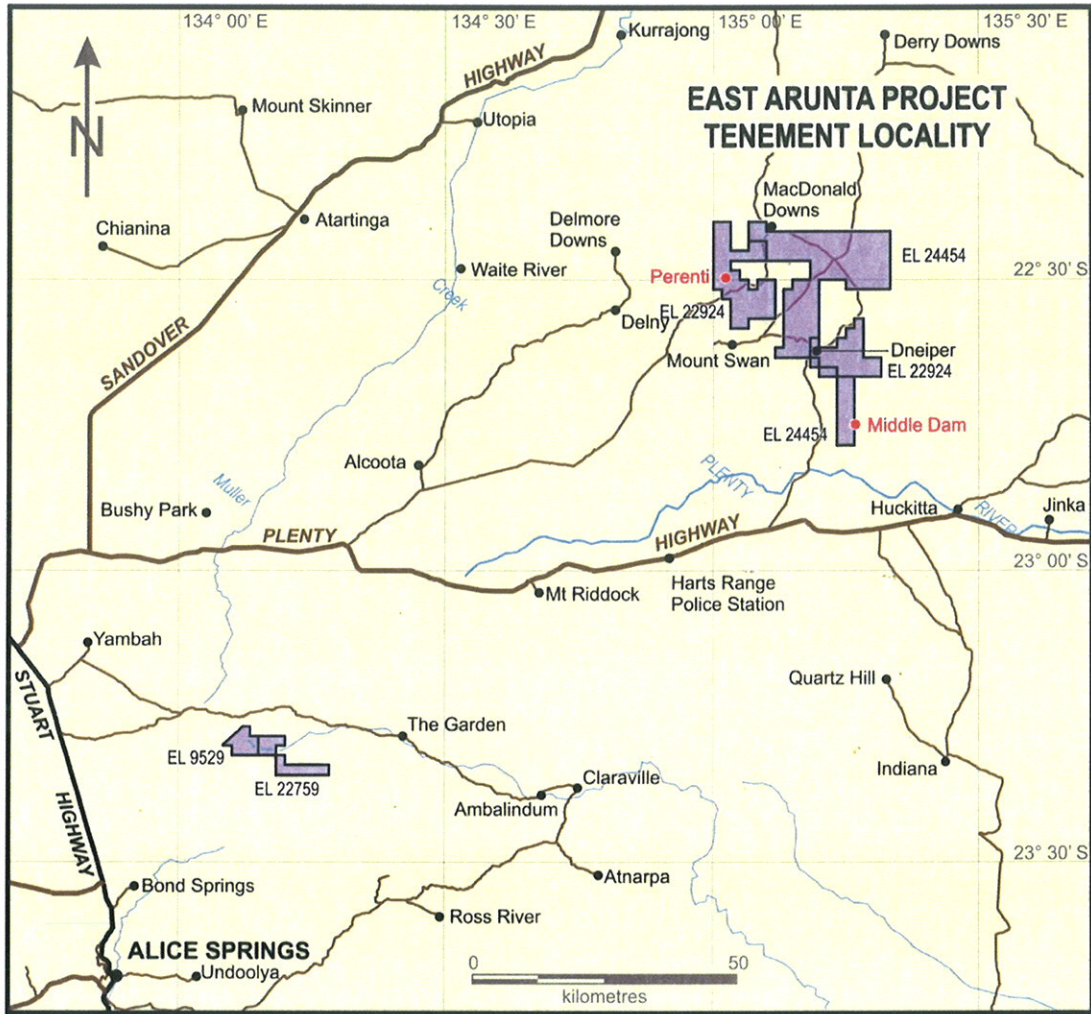 134° 00' E
134° 30' E
135° 00' E
135° 30' E
Kurrajong
Derry Downs
HIGHWAY
EAST ARUNTA PROJECT
TENEMENT LOCALITY
Mount Skinner
N
Utopia
MacDonald
Downs
Atartinga
Chianina
Delmore
Downs
EL 24454
Waite River
22° 30' S
Perenti
Creek
EL 22924
Delny
SANDOVER
Mount Swan
Dneiper
EL 22924
EL 24454
Middle Dam
Alcoota
PLENTY
Muller
Bushy Park
Huckitta
RIVER
Jinka
PLENTY
HIGHWAY
23° 00' S
Mt Riddock
Harts Range
Police Station
Yambah
STUART
Quartz Hill
The Garden
EL 9529
EL 22759
Claraville
Indiana
Ambalindum
HIGHWAY
23° 30' S
Bond Springs
Atnarpa
Ross River
ALICE SPRINGS
Undoolya
0
50
kilometres